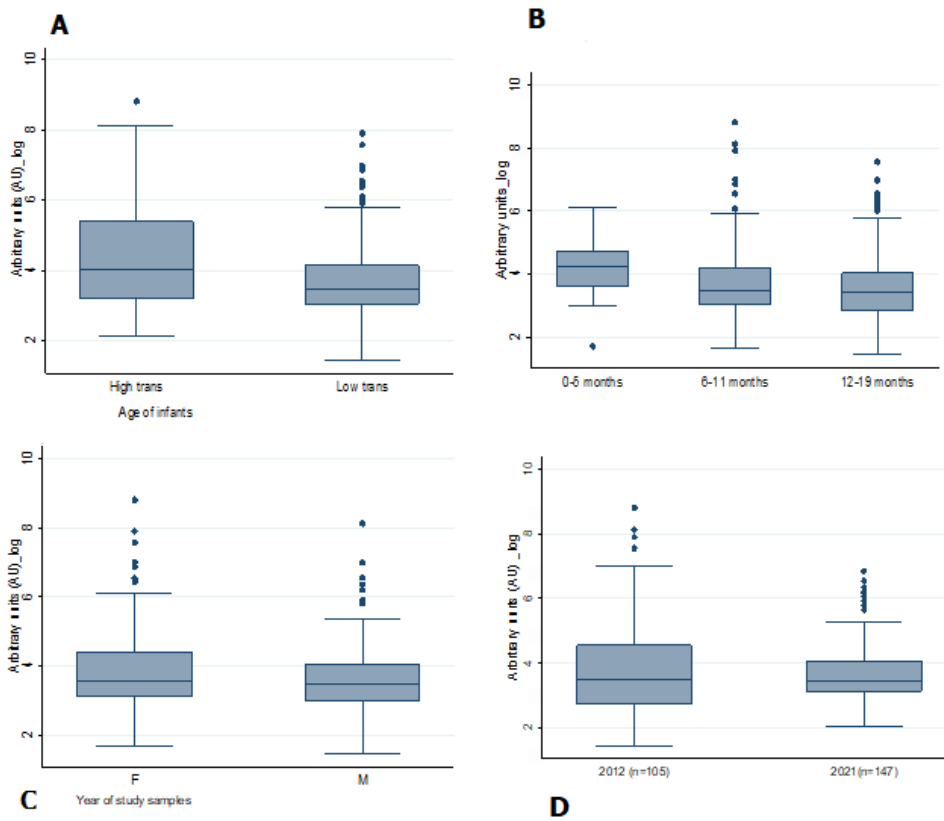 A
Arbitrary units (AU)_log
10
8
6
4
2
High trans
Low trans
Age of infants
B
Arbitrary units_log
10
8
6
4
2
0-5 months
6-11 months
12-19 months
Arbitrary units (AU)_log
10
8
6
4
2
F
M
C
Year of study samples
Arbitrary units (AU) _log
10
8
6
4
2
2012 (n=105)
2021(n=147)
D